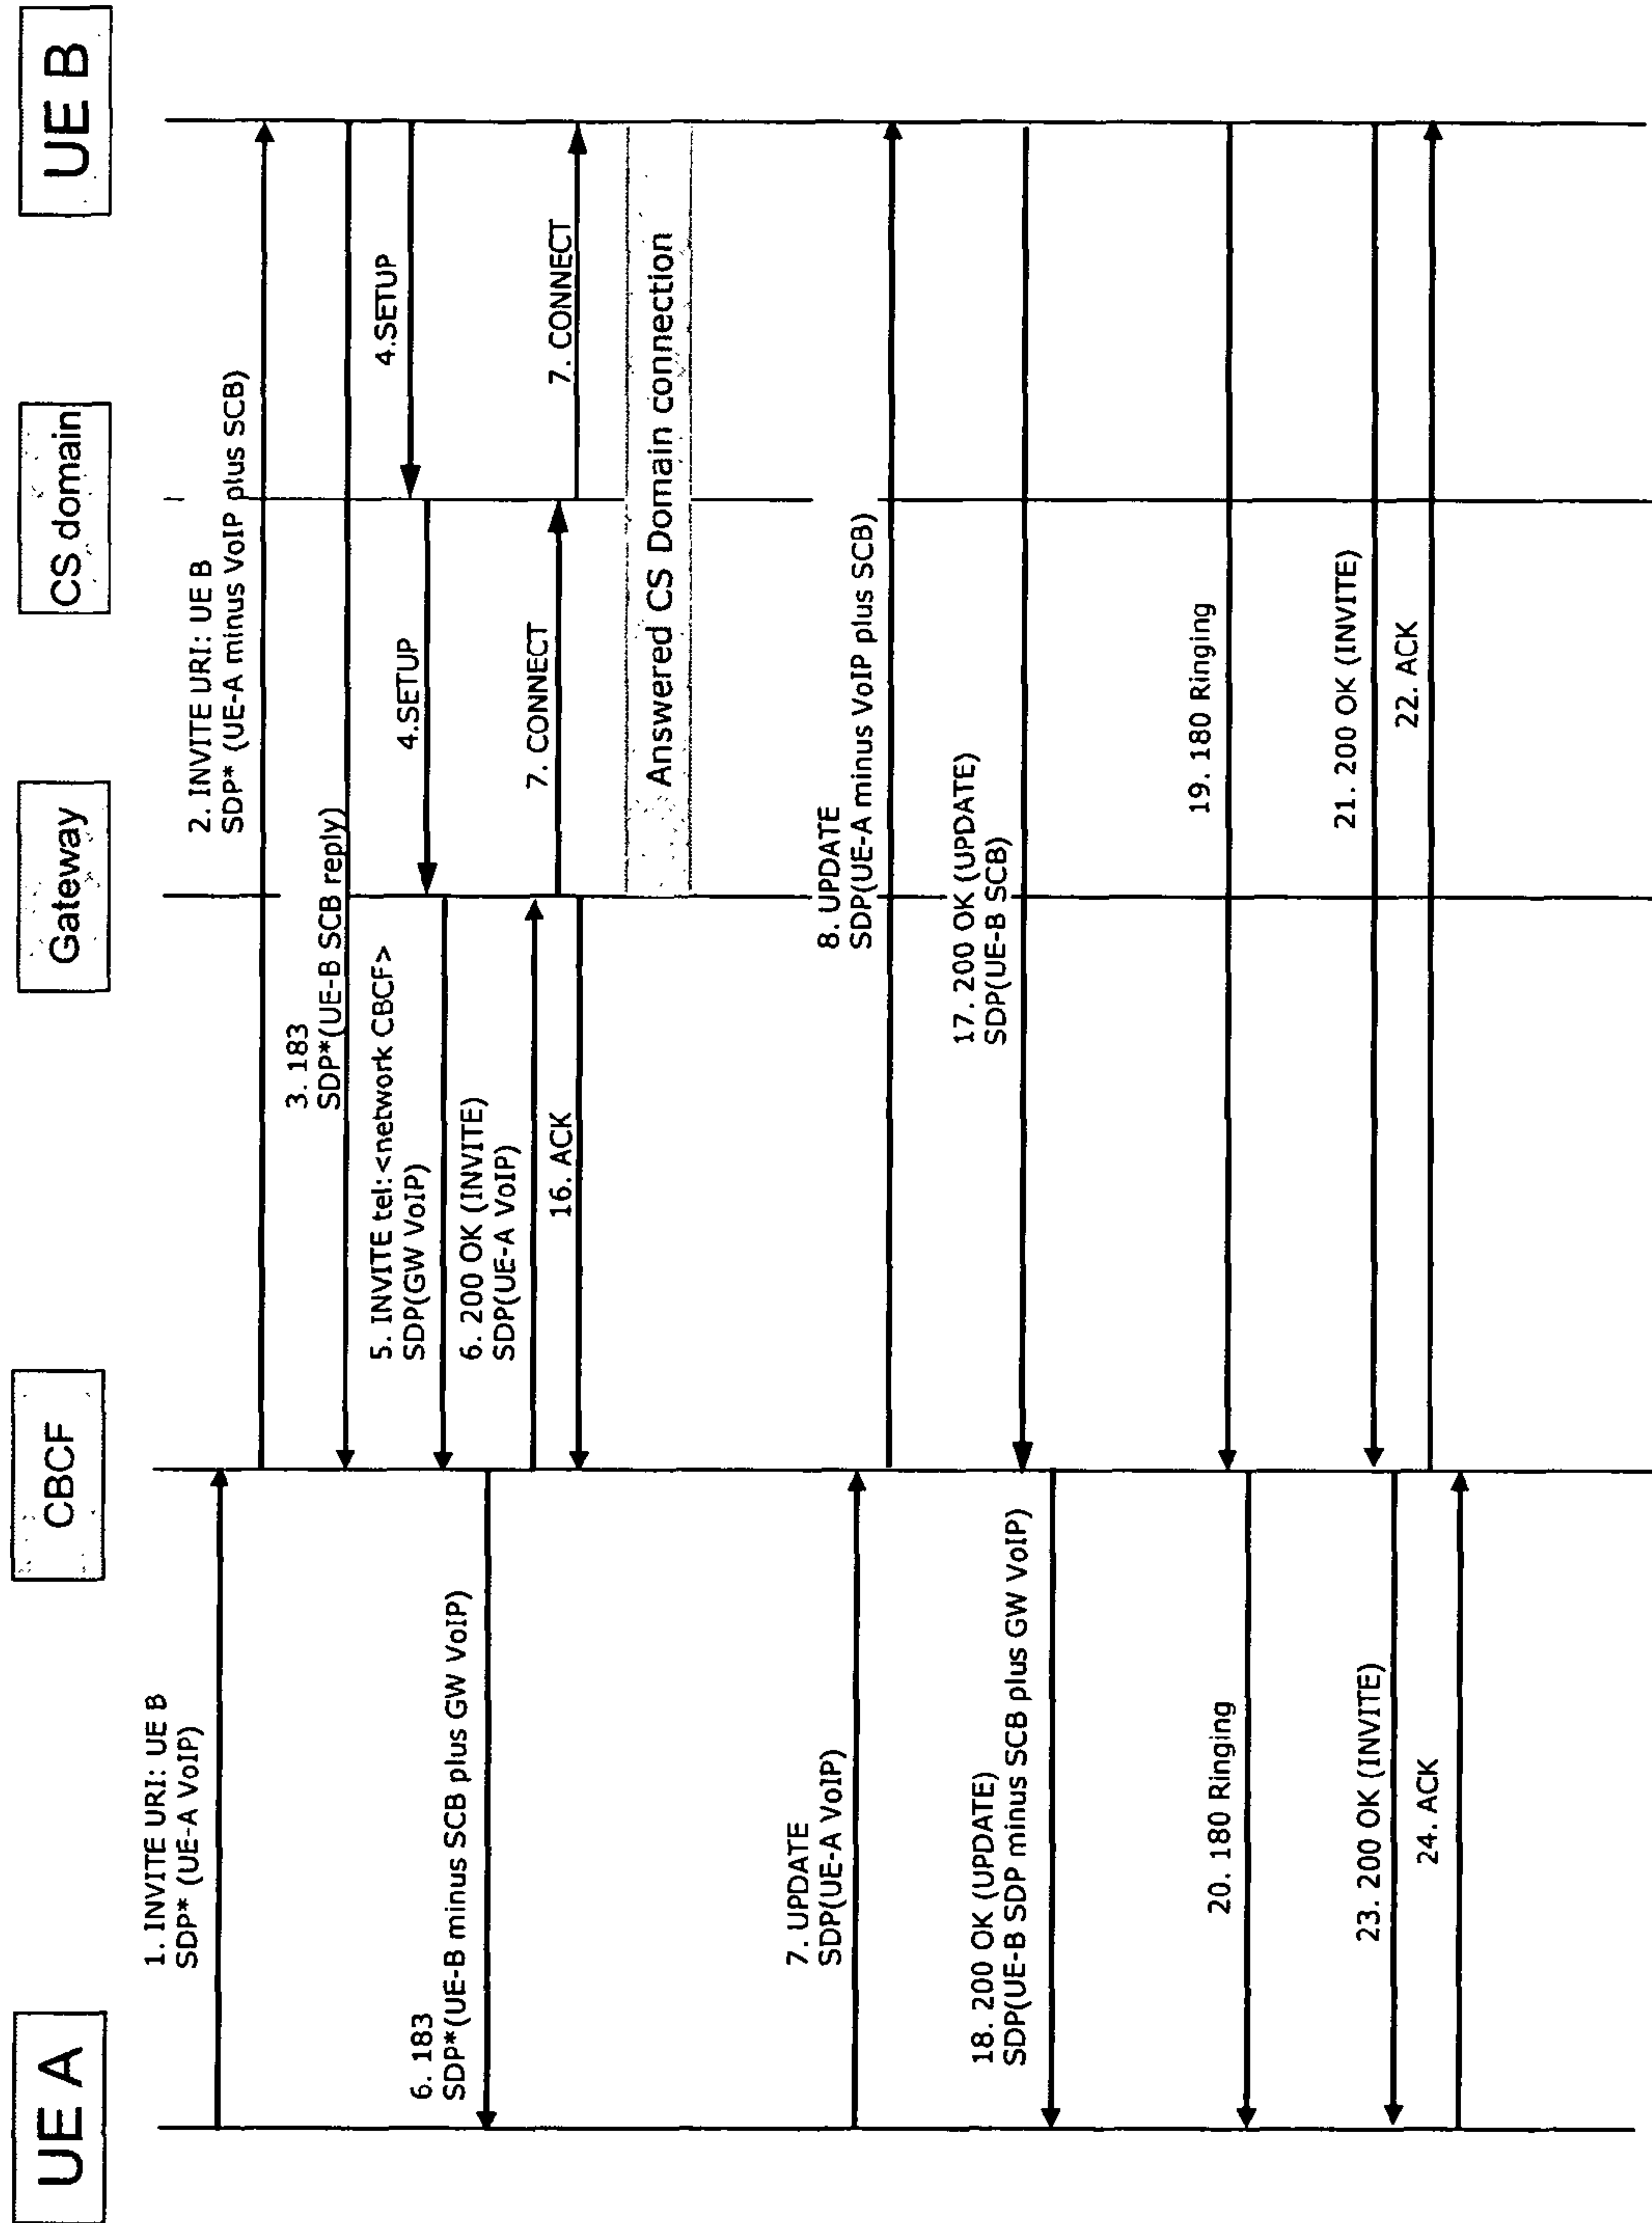 UE A
CBCF
Gateway
CS domain
UE B
1. INVITE URI: UE B
SDP* (UE-A VoIP)
2. INVITE URI: UE B
SDP* (UE-A minus VoIP plus SCB)
3. 183
SDP*(UE-B SCB reply)
4.SETUP
4.SETUP
5. INVITE tel:<network CBCF>
SDP(GW VoIP)
6. 183
SDP*(UE-B minus SCB plus GW VoIP)
6. 200 OK (INVITE)
SDP(UE-A VoIP)
7. CONNECT
7. CONNECT
16. ACK
Answered CS Domain connection
7. UPDATE
SDP(UE-A VoIP)
8. UPDATE
SDP(UE-A minus VoIP plus SCB)
17. 200 OK (UPDATE)
SDP(UE-B SCB)
18. 200 OK (UPDATE)
SDP(UE-B SDP minus SCB plus GW VoIP)
19. 180 Ringing
20. 180 Ringing
21. 200 OK (INVITE)
22. ACK
23. 200 OK (INVITE)
24. ACK